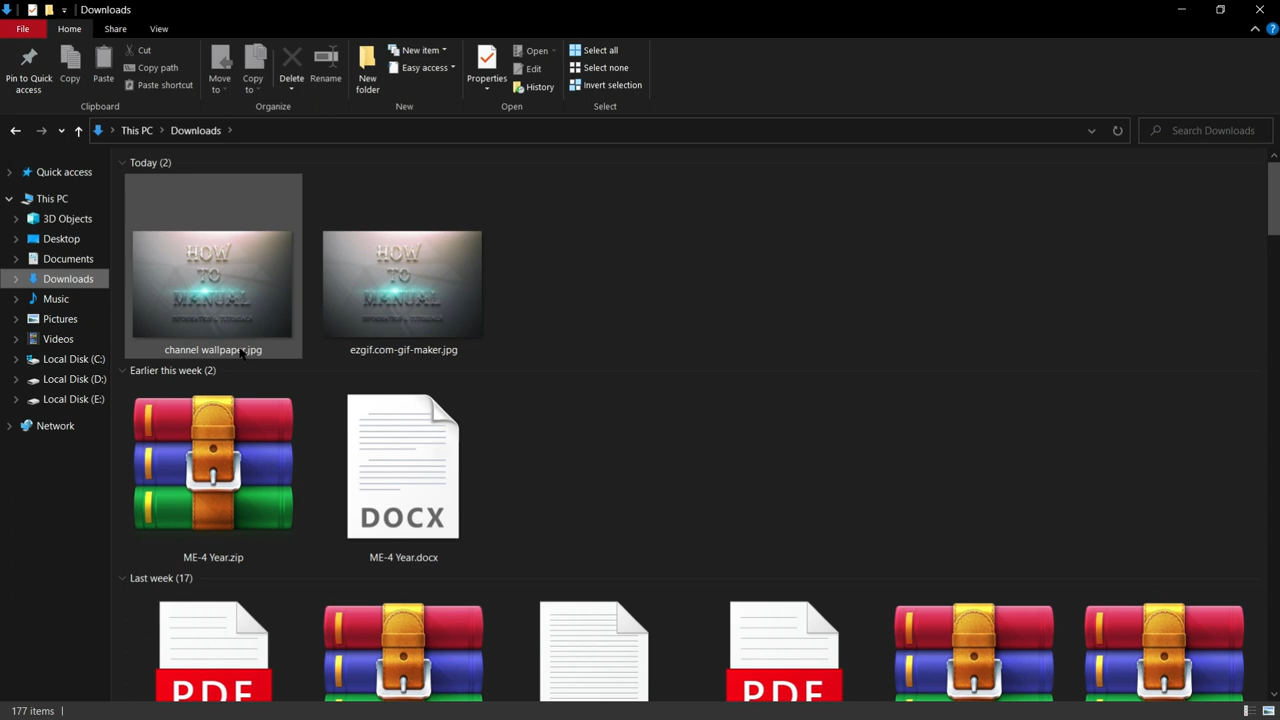 Downloads
File
Home
Share
View
Pin to Quick
access
Copy
Paste
Cut
Copy path
Paste shortcut
Clipboard
Move
to
Copy
to
Delete
Rename
Organize
New
folder
New item
Easy access
New
Properties
Open
Edit
History
Open
Select all
Select none
Invert selection
Select
This PC
Downloads
Search Downloads
Quick access
This PC
3D Objects
Desktop
Documents
Downloads
Music
Pictures
Videos
Local Disk (C:)
Local Disk (D:)
Local Disk (E:)
Network
Today (2)
HOW
TO
MANUAL
HOW
TO
MANUAL
channel wallpaper.jpg
ezgif.com-gif-maker.jpg
Earlier this week (2)
DOCX
ME-4 Year.zip
ME-4 Year.docx
Last week (17)
PDF
PDF
177 items